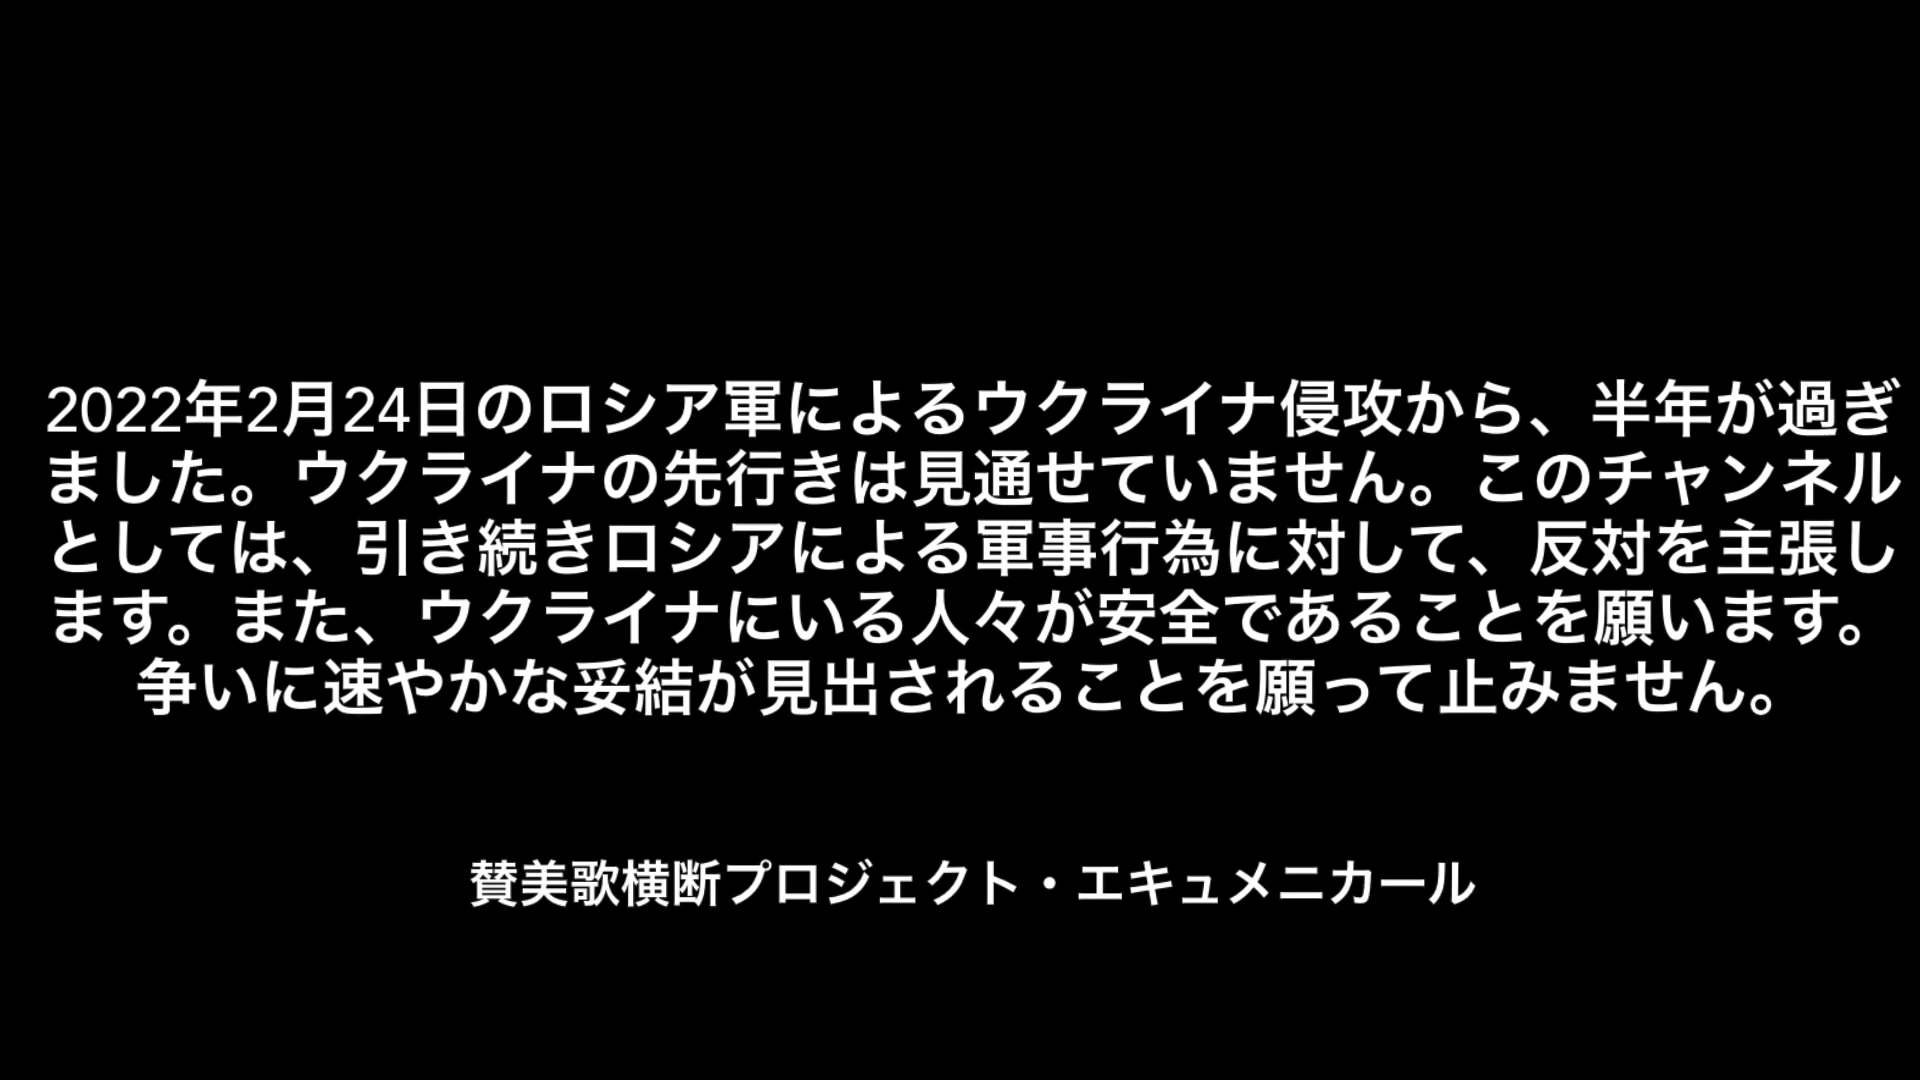 2022年2月24日のロシア軍によるウクライナ侵攻から、半年が過ぎ
ました。ウクライナの先行きは見通せていません。このチャンネル
としては、引き続きロシアによる軍事行為に対して、反対を主張し
ます。また、ウクライナにいる人々が安全であることを願います。
争いに速やかな妥結が見出されることを願って止みません。
賛美歌横断プロジェクト・エキュメニカール